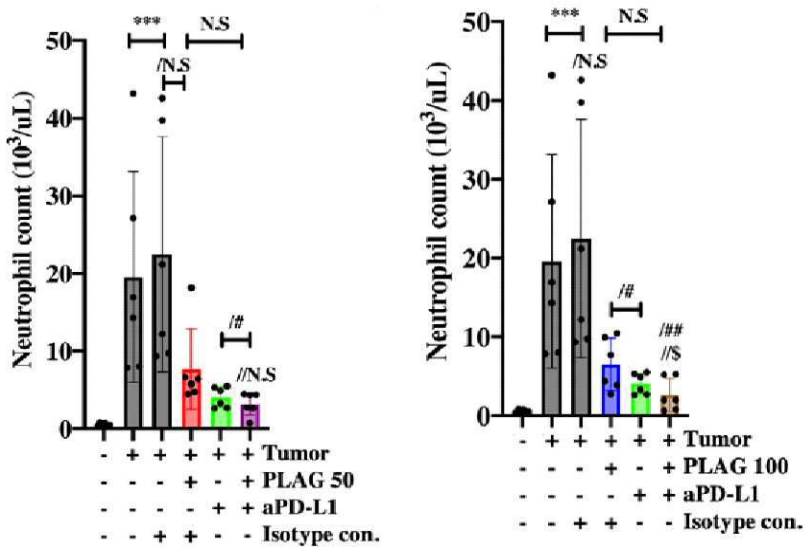 *** N.S
/N.S
Neutrophil count (10³/uL)
50
40
30
20
10
0
/#
//N.S
- + + + + + Tumor
- - - + - + PLAG 50
- - - - + + aPD-L1
- - + + - - Isotype con.
*** N.S
/N.S
Neutrophil count (10³/uL)
50
40
30
20
10
0
/#
/##
//$
- + + + + + Tumor
- - - + - + PLAG 100
- - - - + + aPD-L1
- - + + - - Isotype con.